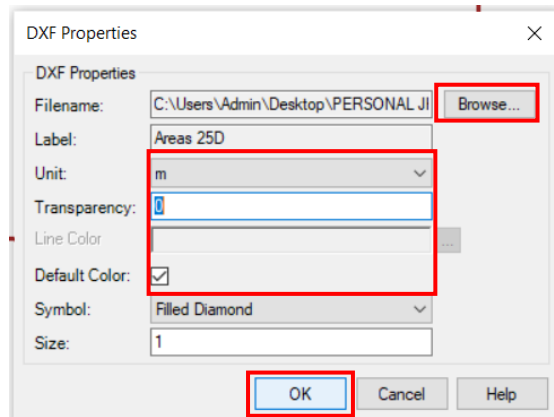 DXF Properties
DXF Properties
Filename: C:\Users\Admin\Desktop\PERSONAL JI Browse...
Label: Areas 25D
Unit: m
Transparency: 0
Line Color ...
Default Color:
Symbol: Filled Diamond
Size: 1
OK Cancel Help